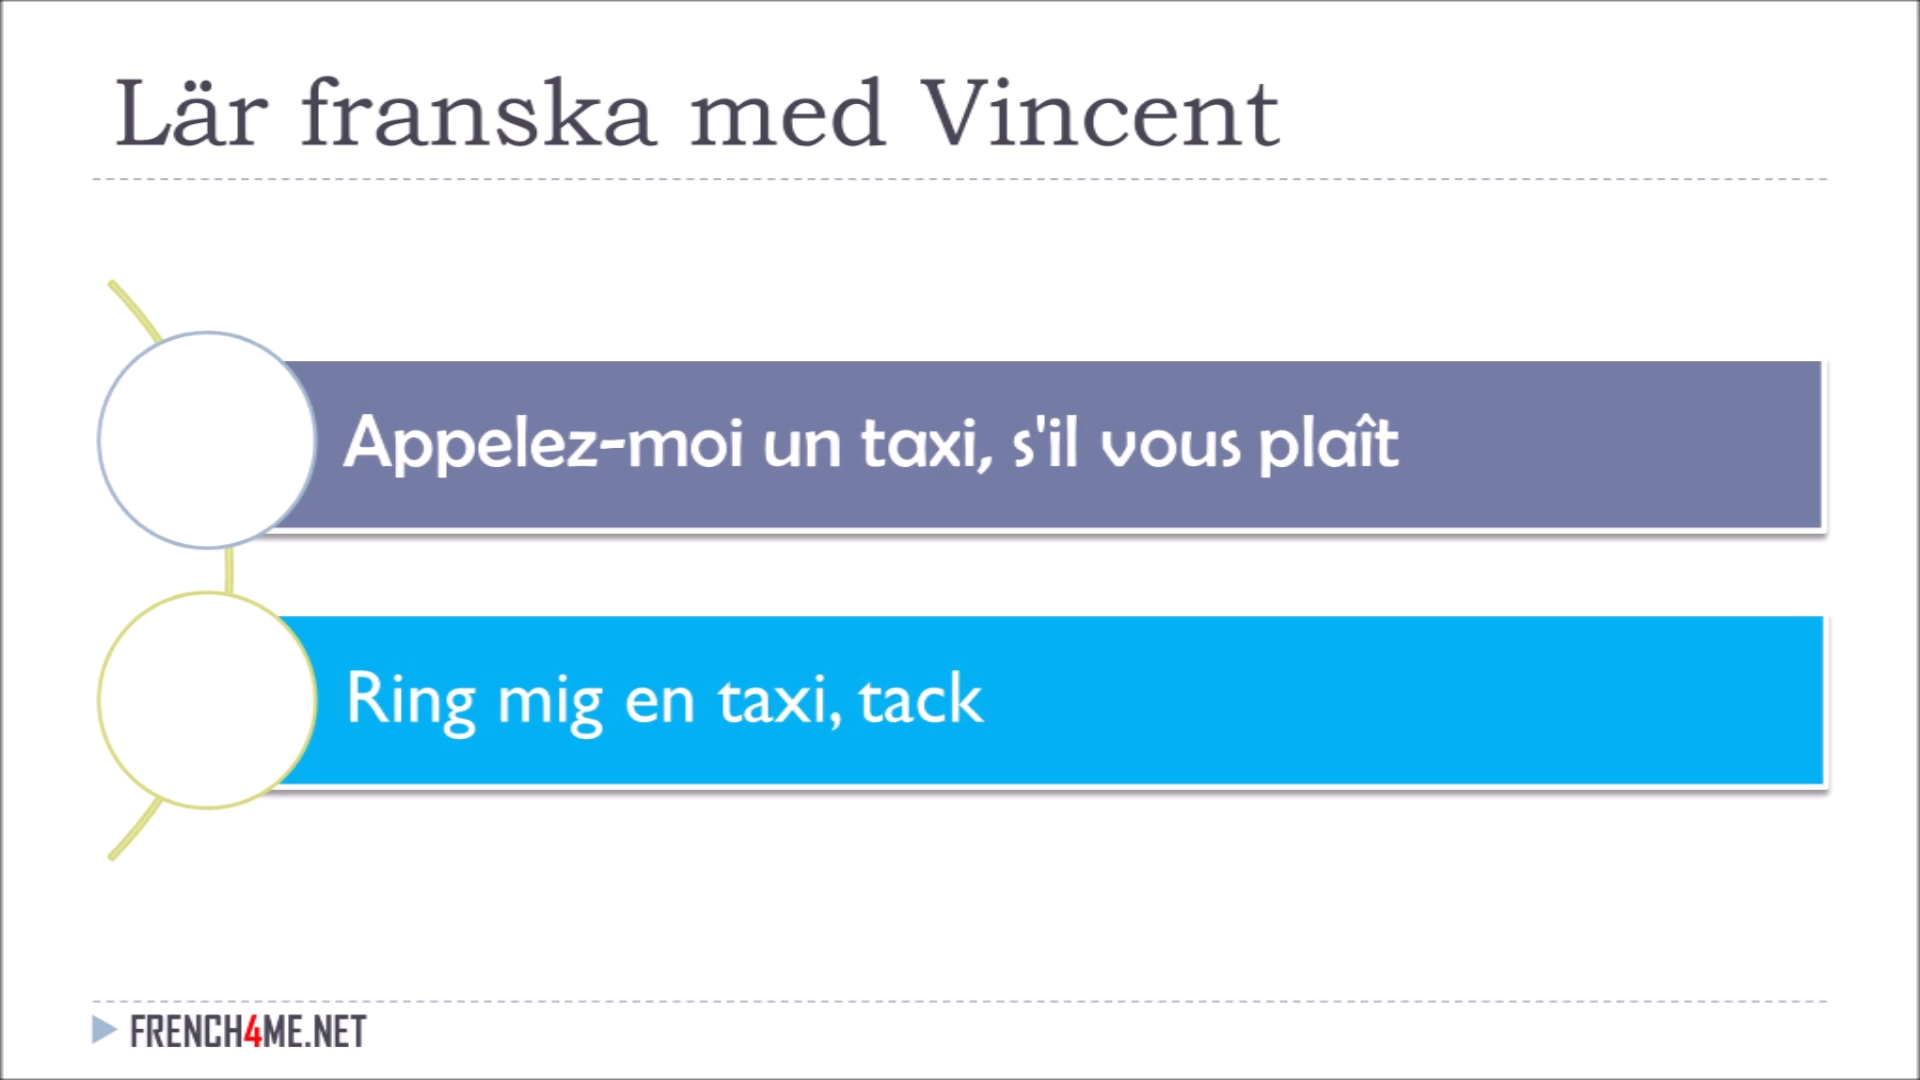 Lär franska med Vincent
Appelez-moi un taxi, s'il vous plaît
Ring mig en taxi, tack
FRENCH4ME.NET